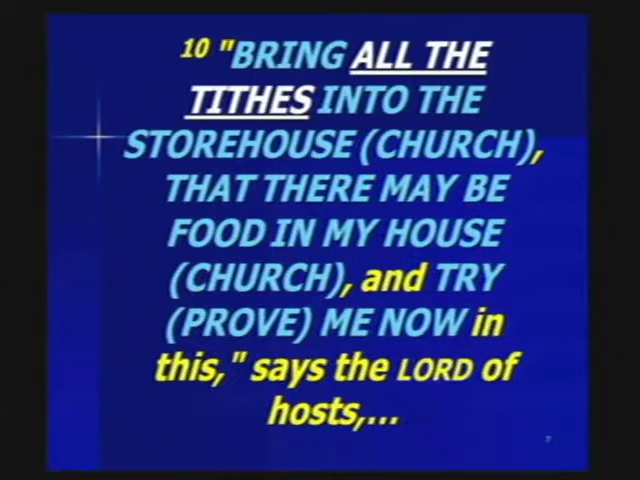 10 "BRING ALL THE
TITHES INTO THE
STOREHOUSE (CHURCH),
THAT THERE MAY BE
FOOD IN MY HOUSE
(CHURCH), and TRY
(PROVE) ME NOW in
this," says the LORD of
hosts,...
7